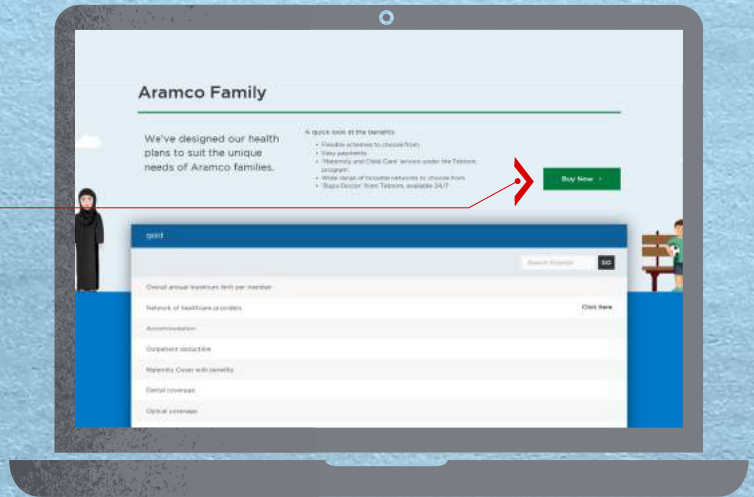 Aramco Family
We've designed our health
plans to suit the unique
needs of Aramco families.
A quick look at the benefits:
• Flexible schemes to choose from
• Easy payments
• 'Maternity and Child Care' service under the Tebtom
program
• Wide range of hospital networks to choose from
• 'Bupa Doctor' from Tebtom, available 24/7
Buy Now ›
gold
Search Hospital
GO
Overall annual maximum limit per member
Network of healthcare providers
Click Here
Accommodation
Outpatient deductible
Maternity Cover with benefits
Dental coverage
Optical coverage